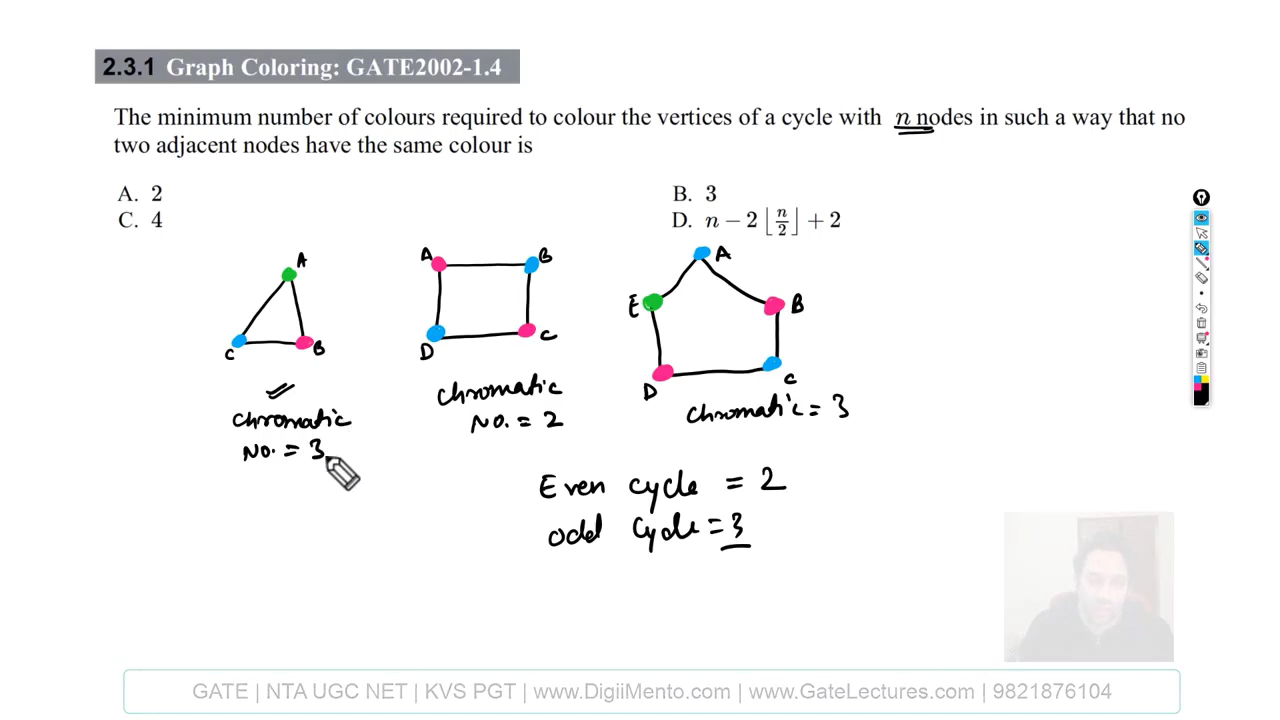 2.3.1 Graph Coloring: GATE2002-1.4
The minimum number of colours required to colour the vertices of a cycle with n nodes in such a way that no
two adjacent nodes have the same colour is
A. 2
B. 3
C. 4
D. n − 2 ⌊n/2⌋ + 2
A
C
B
Chromatic
No. = 3
A
B
D
C
Chromatic
No. = 2
A
E
B
D
C
Chromatic = 3
Even cycle = 2
odd cycle = 3
GATE | NTA UGC NET | KVS PGT | www.DigiiMento.com | www.GateLectures.com | 9821876104